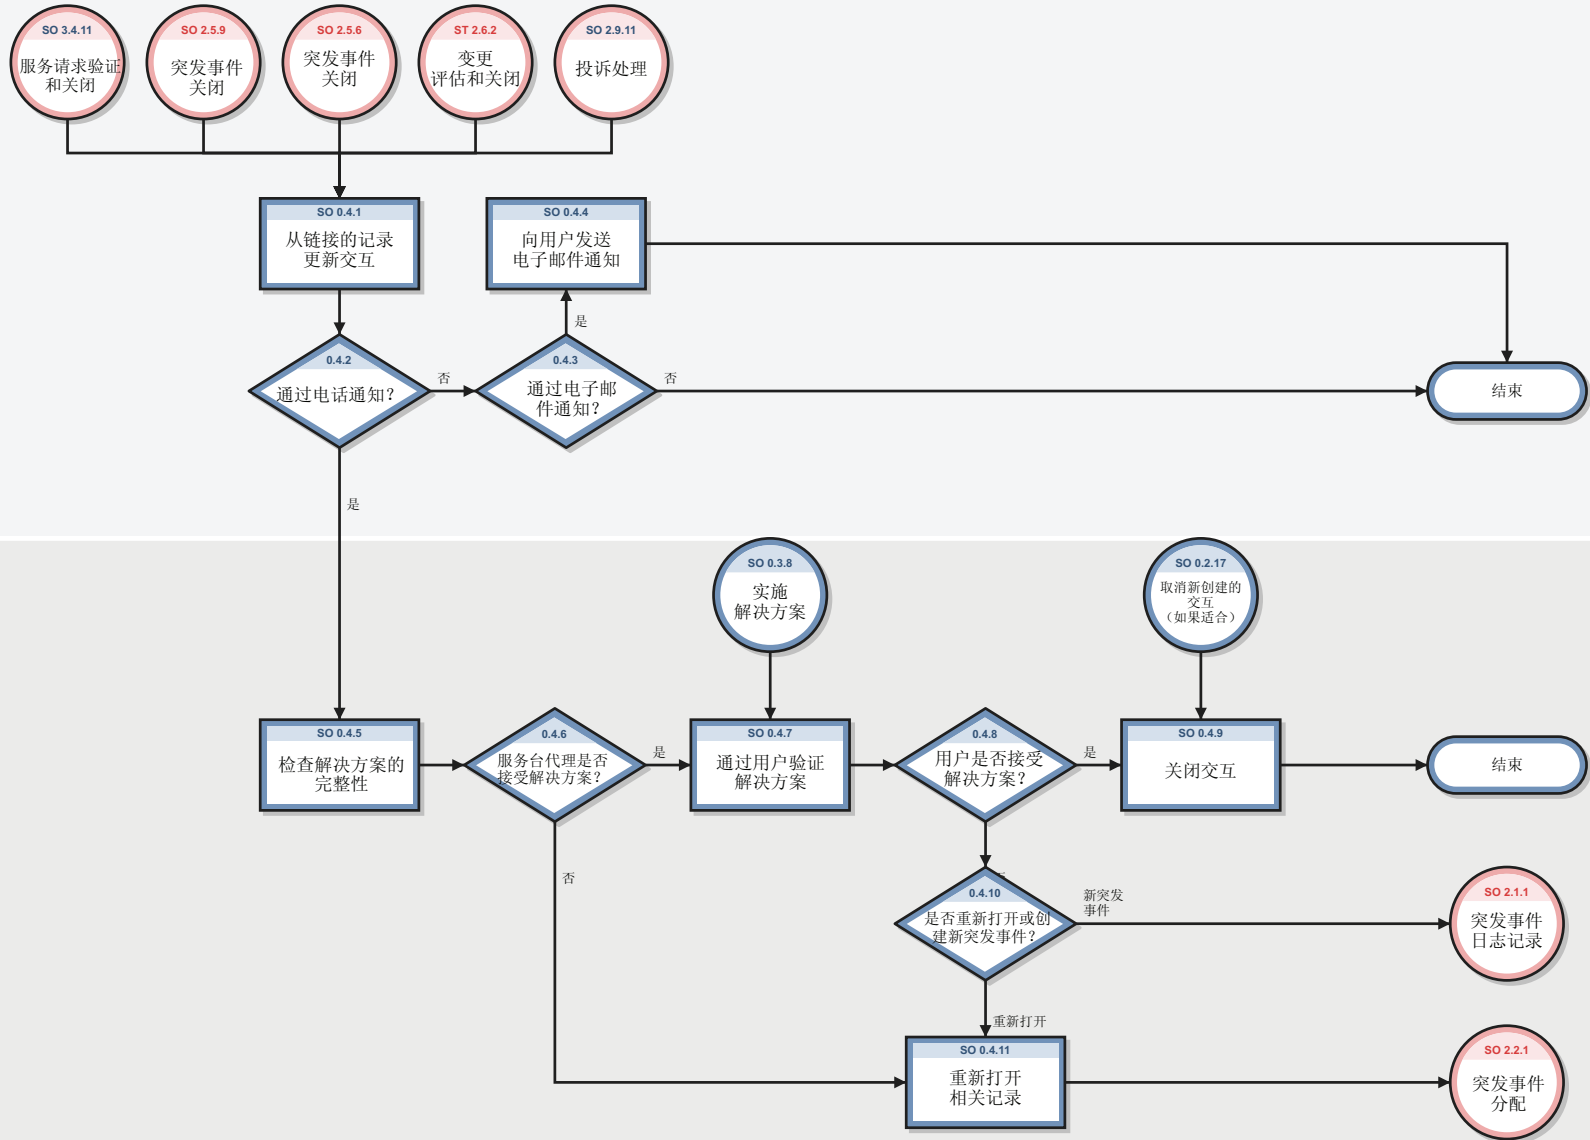 SO 3.4.11
服务请求验证
和关闭
SO 2.5.9
突发事件
关闭
SO 2.5.6
突发事件
关闭
ST 2.6.2
变更
评估和关闭
SO 2.9.11
投诉处理
SO 0.4.1
从链接的记录
更新交互
SO 0.4.4
向用户发送
电子邮件通知
是
0.4.2
通过电话通知？
否
0.4.3
通过电子邮
件通知？
否
结束
是
SO 0.3.8
实施
解决方案
SO 0.2.17
取消新创建的
交互
（如果适合）
SO 0.4.5
检查解决方案的
完整性
0.4.6
服务台代理是否
接受解决方案？
是
SO 0.4.7
通过用户验证
解决方案
0.4.8
用户是否接受
解决方案？
是
SO 0.4.9
关闭交互
结束
否
0.4.10
是否重新打开或创
建新突发事件？
新突发
事件
SO 2.1.1
突发事件
日志记录
重新打开
SO 0.4.11
重新打开
相关记录
SO 2.2.1
突发事件
分配